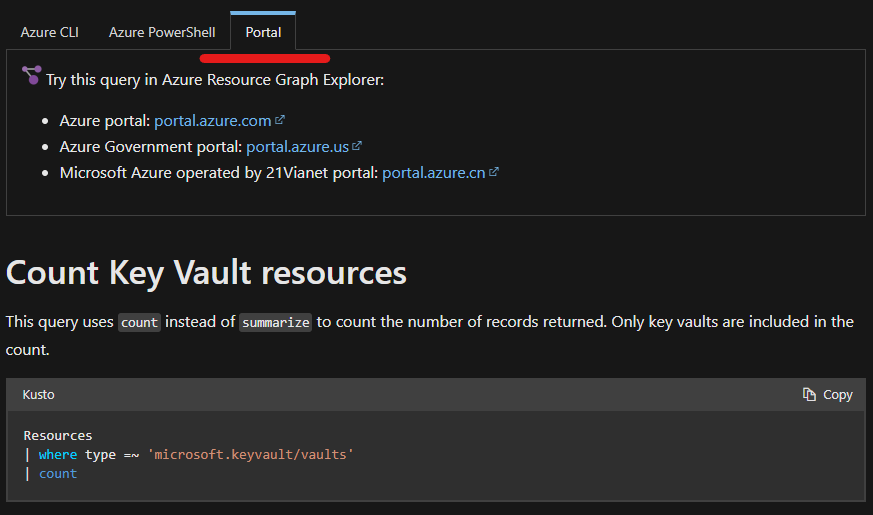 Azure CLI Azure PowerShell Portal
Try this query in Azure Resource Graph Explorer:
Azure portal: portal.azure.com
Azure Government portal: portal.azure.us
Microsoft Azure operated by 21Vianet portal: portal.azure.cn
Count Key Vault resources
This query uses count instead of summarize to count the number of records returned. Only key vaults are included in the
count.
Kusto Copy
Resources
| where type =~ 'microsoft.keyvault/vaults'
| count